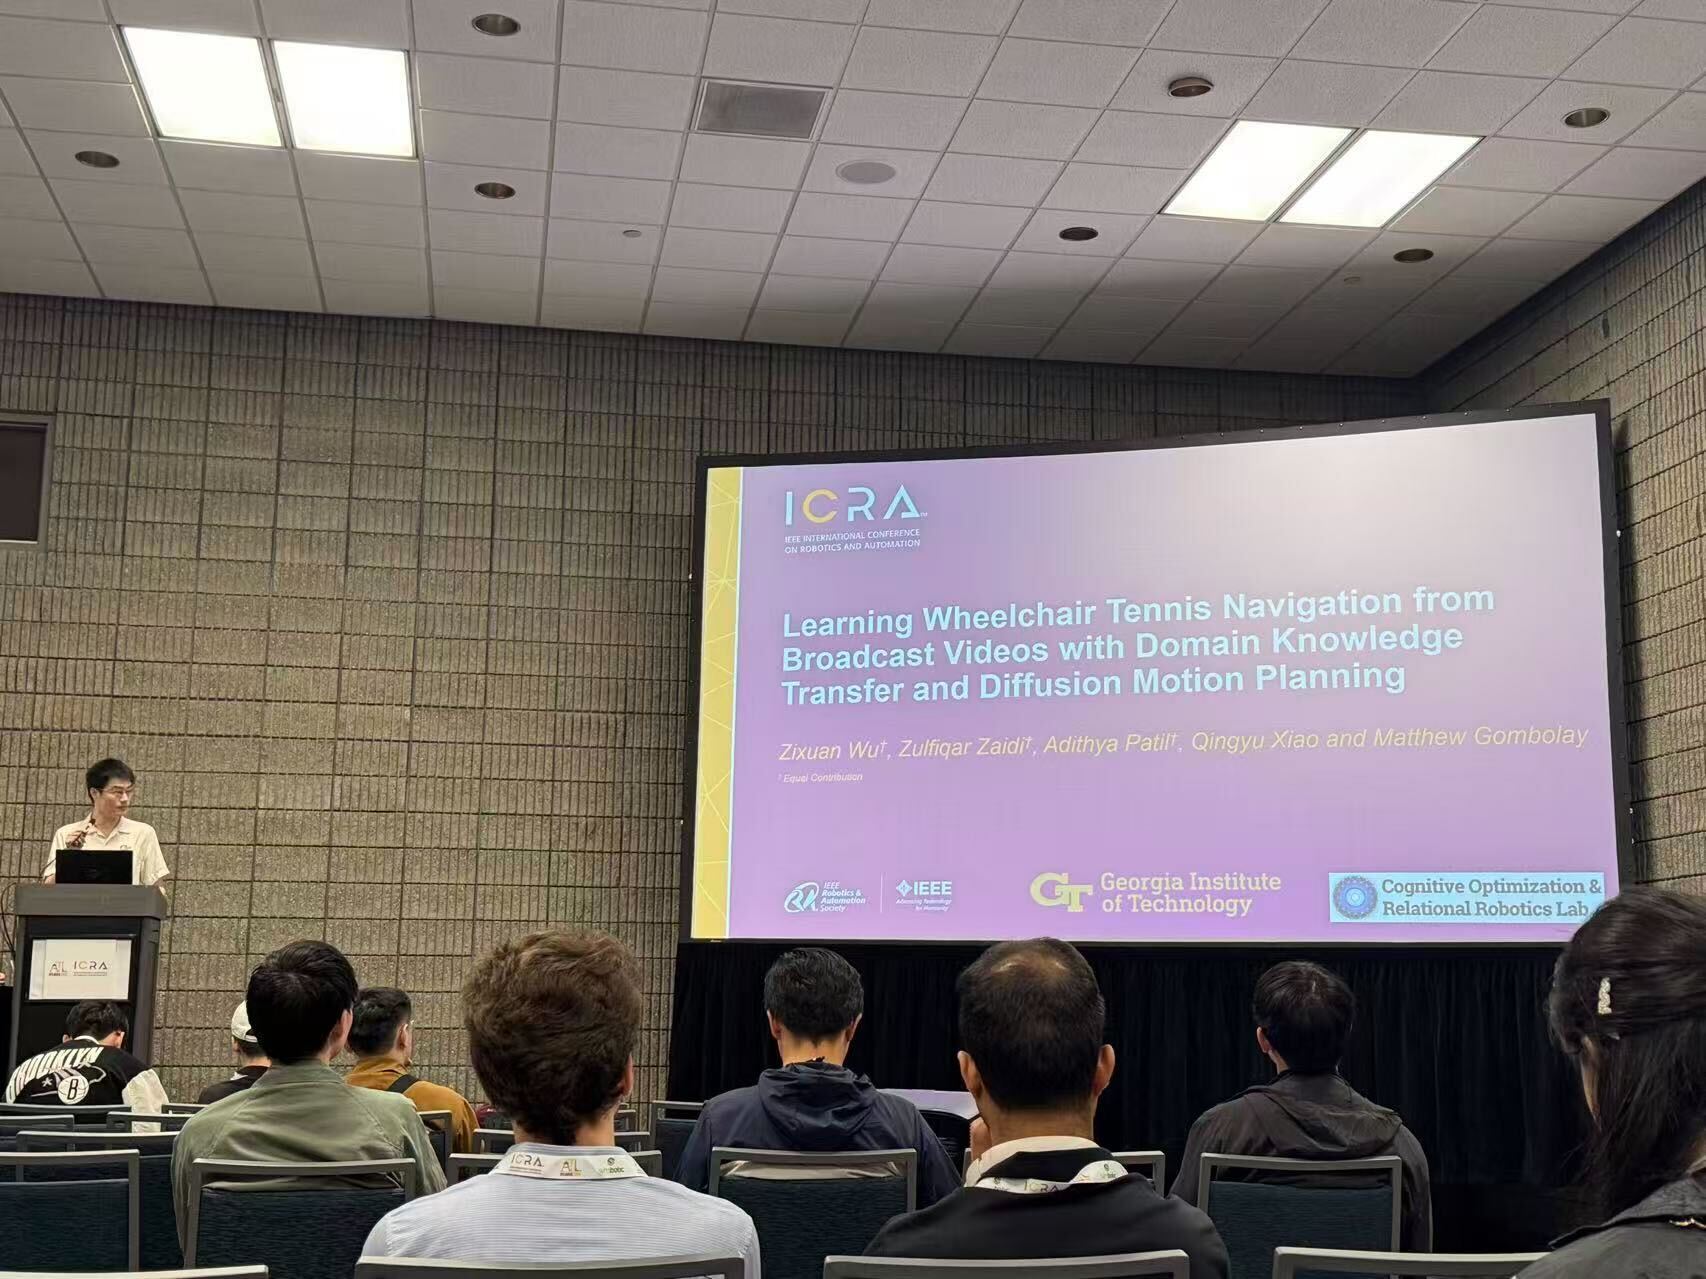 ICRA
IEEE INTERNATIONAL CONFERENCE
ON ROBOTICS AND AUTOMATION
Learning Wheelchair Tennis Navigation from
Broadcast Videos with Domain Knowledge
Transfer and Diffusion Motion Planning
Zixuan Wu†, Zulfiqar Zaidi†, Adithya Patil†, Qingyu Xiao and Matthew Gombolay
† Equal Contribution
IEEE
Robotics &
Automation
Society
IEEE
Advancing Technology
for Humanity
GT
Georgia Institute
of Technology
Cognitive Optimization &
Relational Robotics Lab
ATL ICRA
BROOKLYN
B
ICRA ATL
ICRA